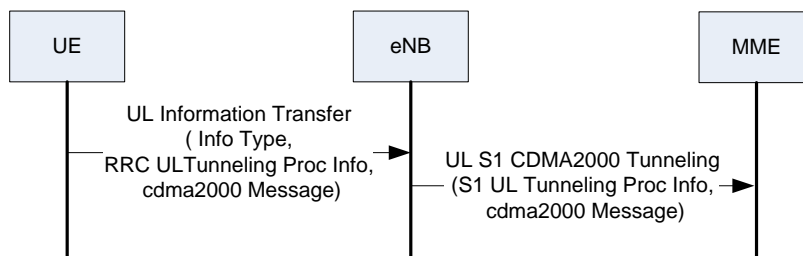 UE
eNB
MME
UL Information Transfer
( Info Type,
RRC ULTunneling Proc Info,
cdma2000 Message)
UL S1 CDMA2000 Tunneling
(S1 UL Tunneling Proc Info,
cdma2000 Message)